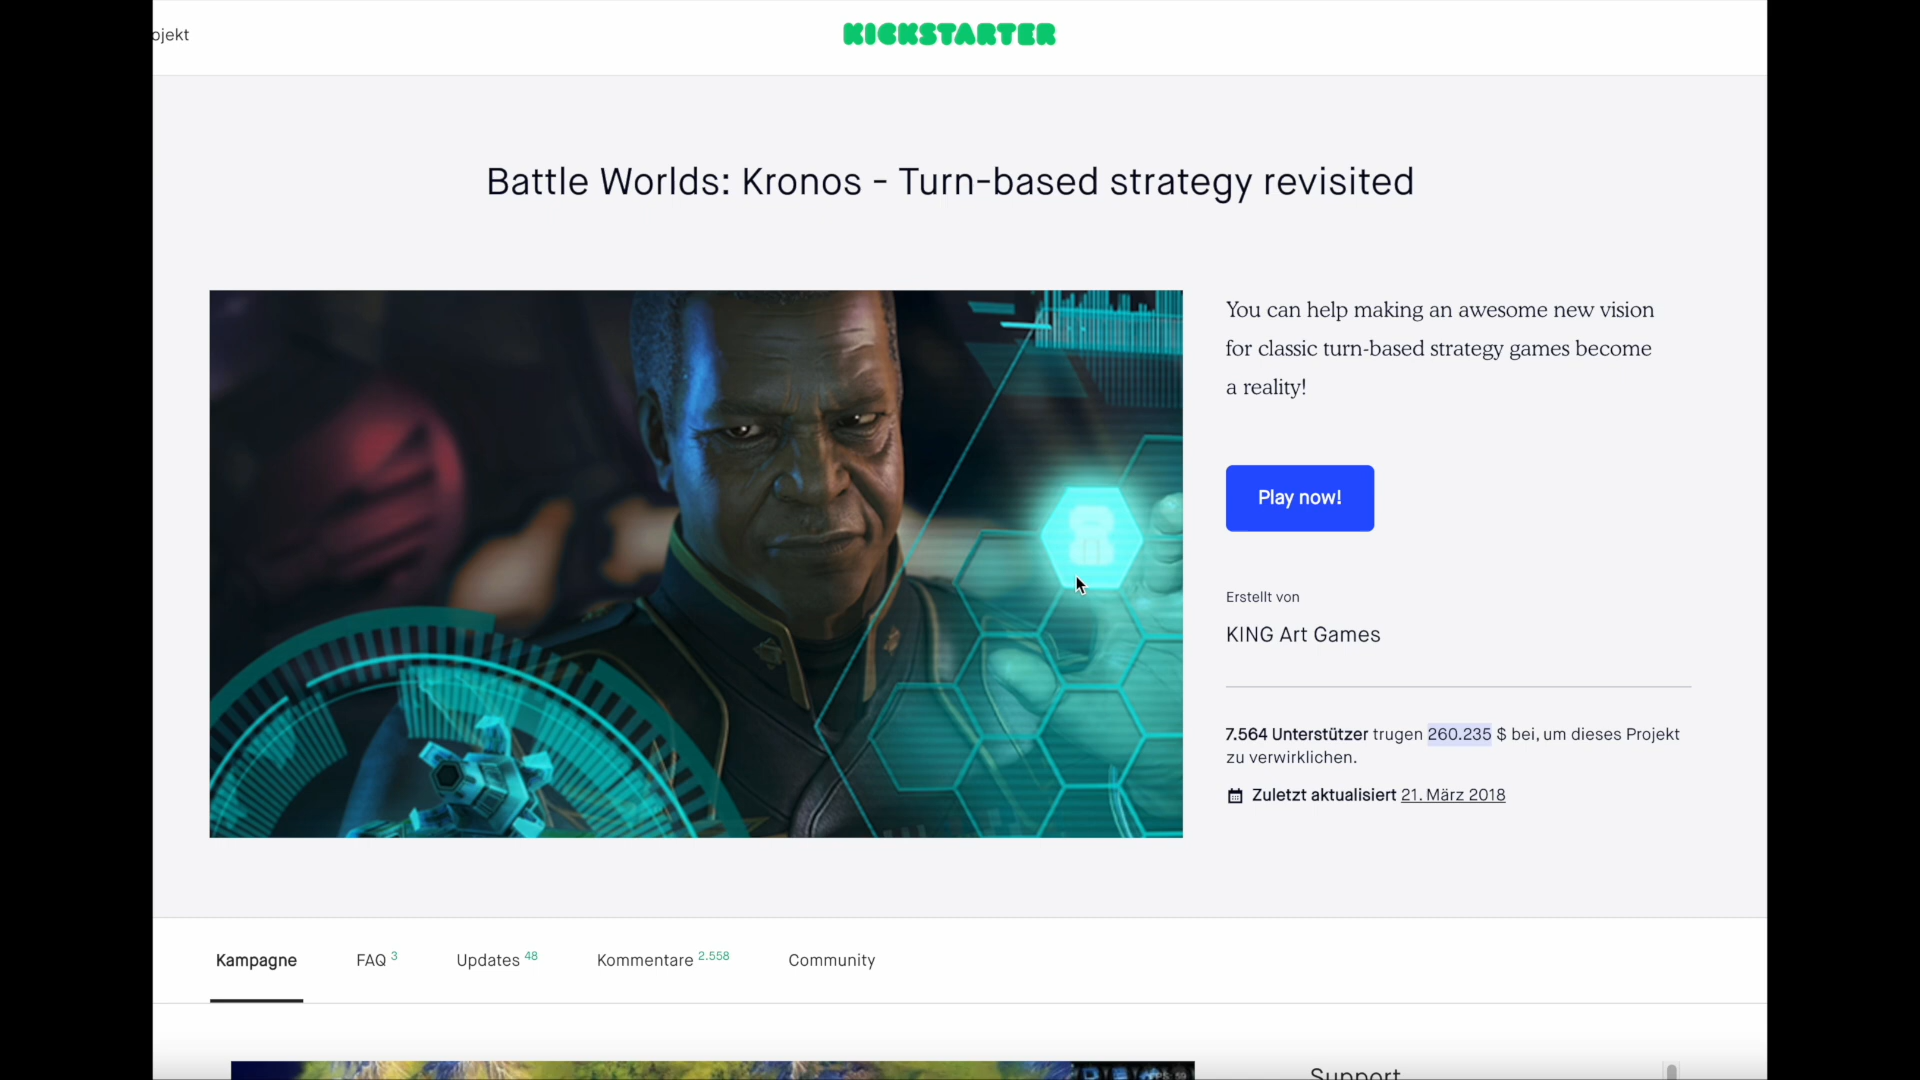 ojekt
KICKSTARTER
Battle Worlds: Kronos - Turn-based strategy revisited
You can help making an awesome new vision
for classic turn-based strategy games become
a reality!
Play now!
Erstellt von
KING Art Games
7.564 Unterstützer trugen 260.235 $ bei, um dieses Projekt
zu verwirklichen.
Zuletzt aktualisiert 21. März 2018
Kampagne FAQ 3 Updates 48 Kommentare 2.558 Community
Support